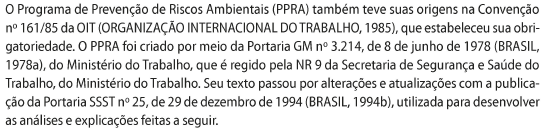 O Programa de Prevenção de Riscos Ambientais (PPRA) também teve suas origens na Convenção
nº 161/85 da OIT (ORGANIZAÇÃO INTERNACIONAL DO TRABALHO, 1985), que estabeleceu sua obri-
gatoriedade. O PPRA foi criado por meio da Portaria GM nº 3.214, de 8 de junho de 1978 (BRASIL,
1978a), do Ministério do Trabalho, que é regido pela NR 9 da Secretaria de Segurança e Saúde do
Trabalho, do Ministério do Trabalho. Seu texto passou por alterações e atualizações com a publica-
ção da Portaria SSST nº 25, de 29 de dezembro de 1994 (BRASIL, 1994b), utilizada para desenvolver
as análises e explicações feitas a seguir.